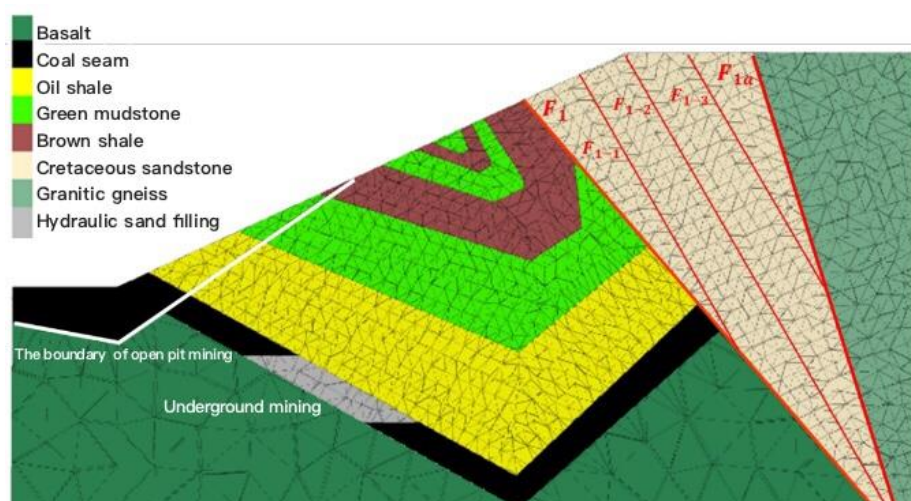 Basalt
Coal seam
Oil shale
Green mudstone
Brown shale
Cretaceous sandstone
Granitic gneiss
Hydraulic sand filling
F₁
F₁₋₁
F₁₋₂
F₁₋₃
F₁ₐ
The boundary of open pit mining
Underground mining